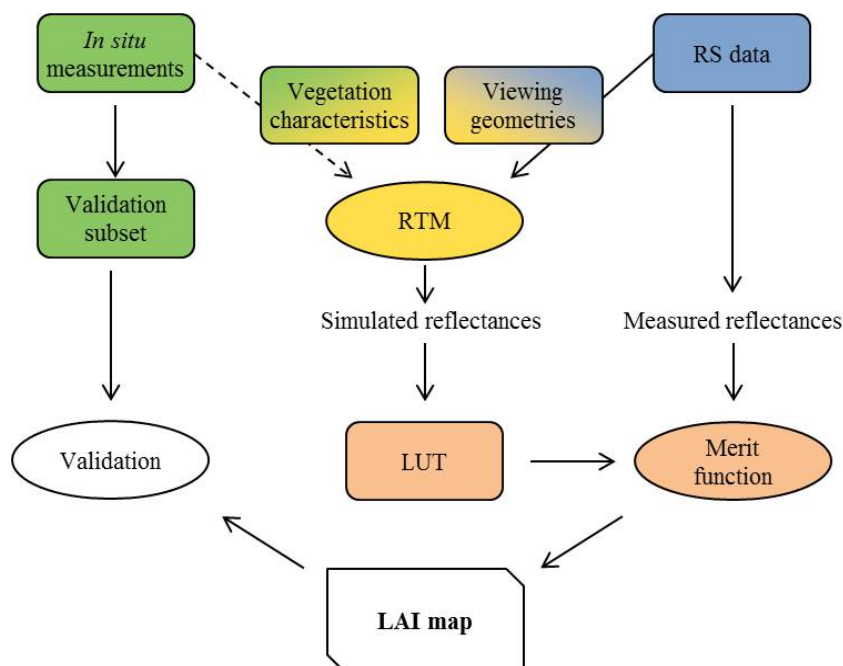 In situ
measurements
Vegetation
characteristics
Viewing
geometries
RS data
Validation
subset
RTM
Simulated reflectances
Measured reflectances
Validation
LUT
Merit
function
LAI map